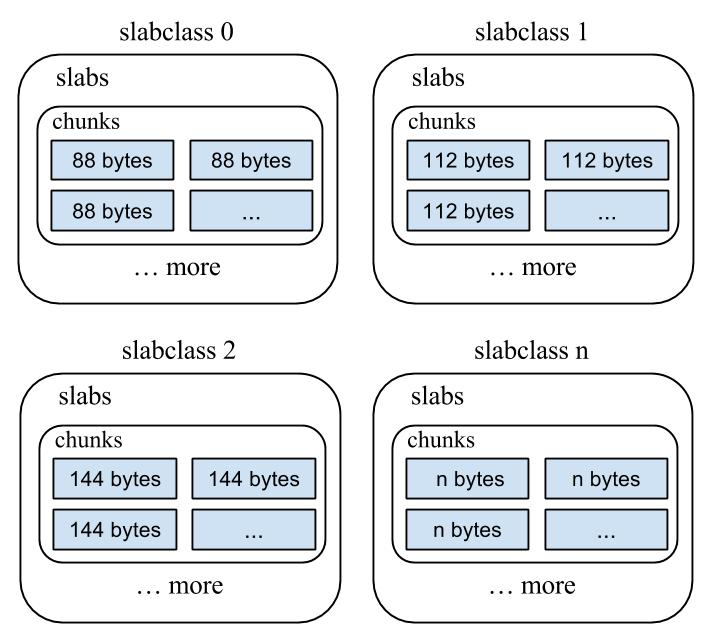 slabclass 0
slabs
chunks
88 bytes 88 bytes
88 bytes ...
... more
slabclass 1
slabs
chunks
112 bytes 112 bytes
112 bytes ...
... more
slabclass 2
slabs
chunks
144 bytes 144 bytes
144 bytes ...
... more
slabclass n
slabs
chunks
n bytes n bytes
n bytes ...
... more